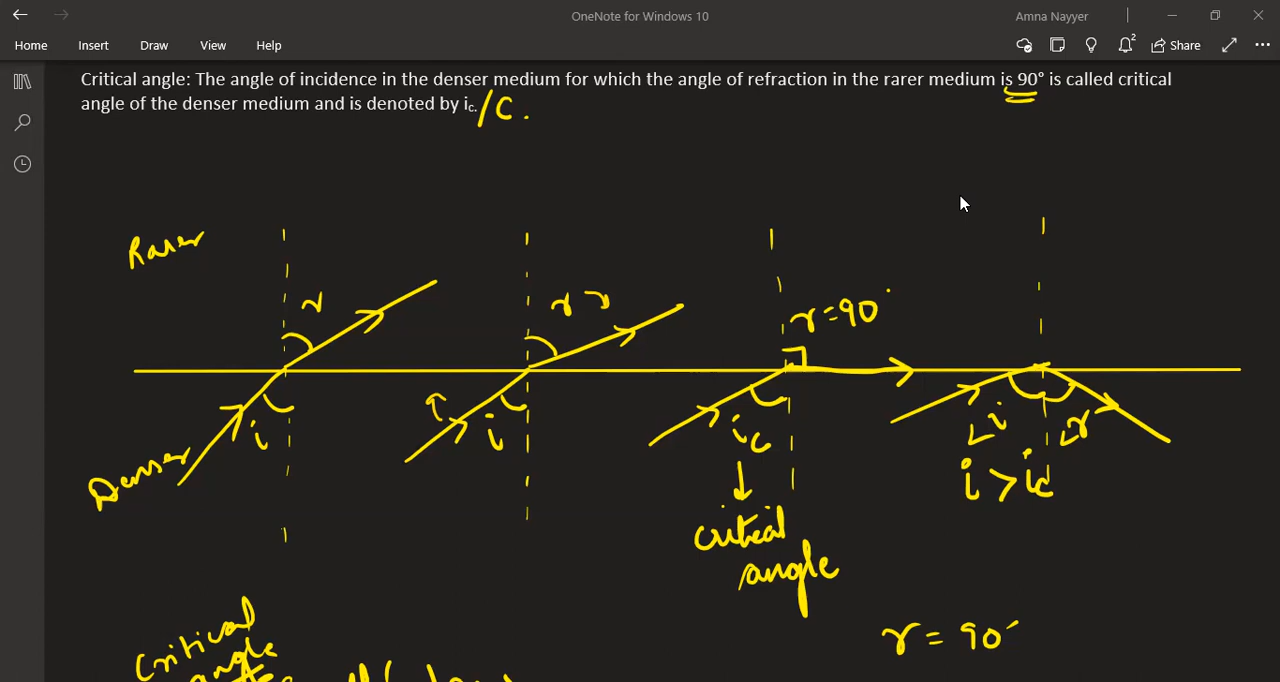 OneNote for Windows 10
Amna Nayyer
Home Insert Draw View Help
2 Share
Critical angle: The angle of incidence in the denser medium for which the angle of refraction in the rarer medium is 90° is called critical
angle of the denser medium and is denoted by ic. /C.
Rarer
r r r=90°
i i ic ∠i ∠r
Denser i > ic
critical
angle
r = 90°
Critical
angle